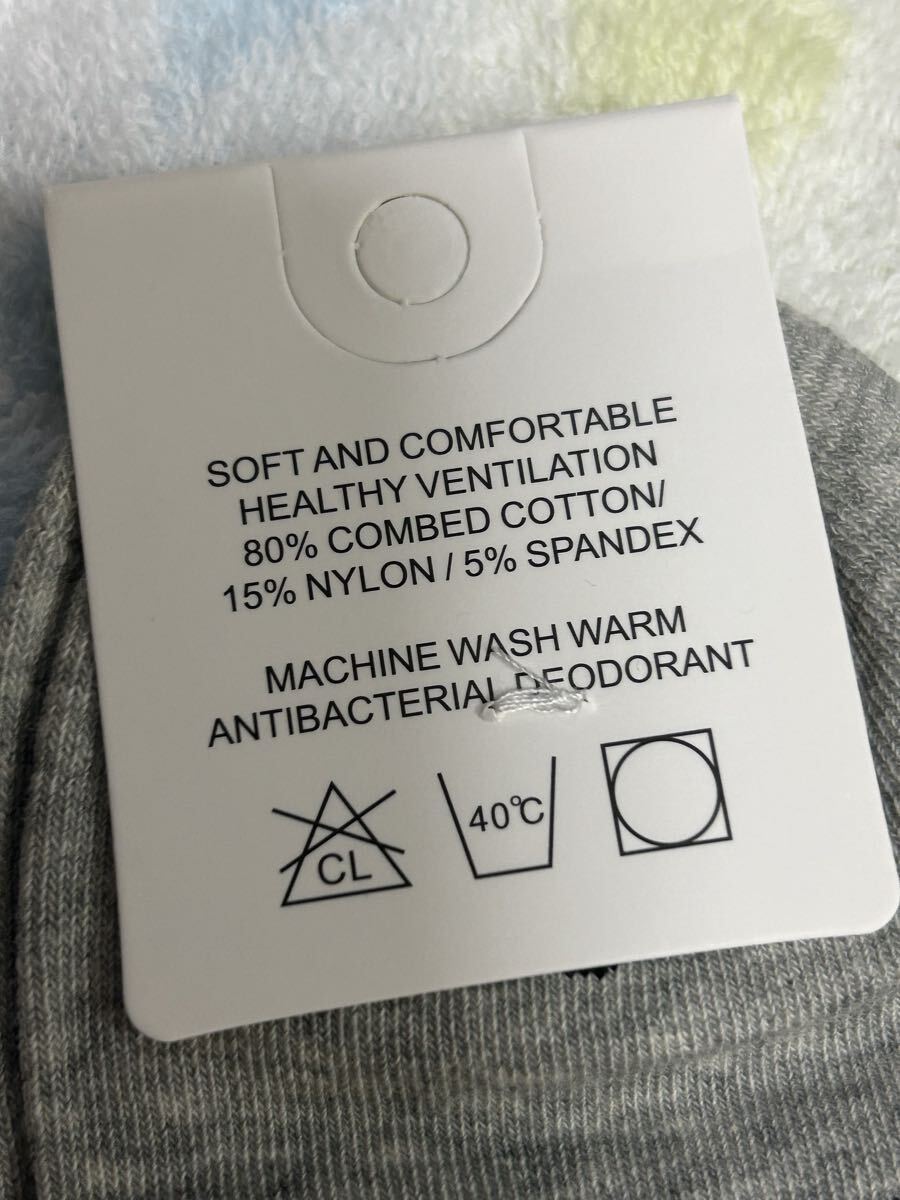 SOFT AND COMFORTABLE
HEALTHY VENTILATION
80% COMBED COTTON/
15% NYLON / 5% SPANDEX
MACHINE WASH WARM
ANTIBACTERIAL DEODORANT
CL
40°C